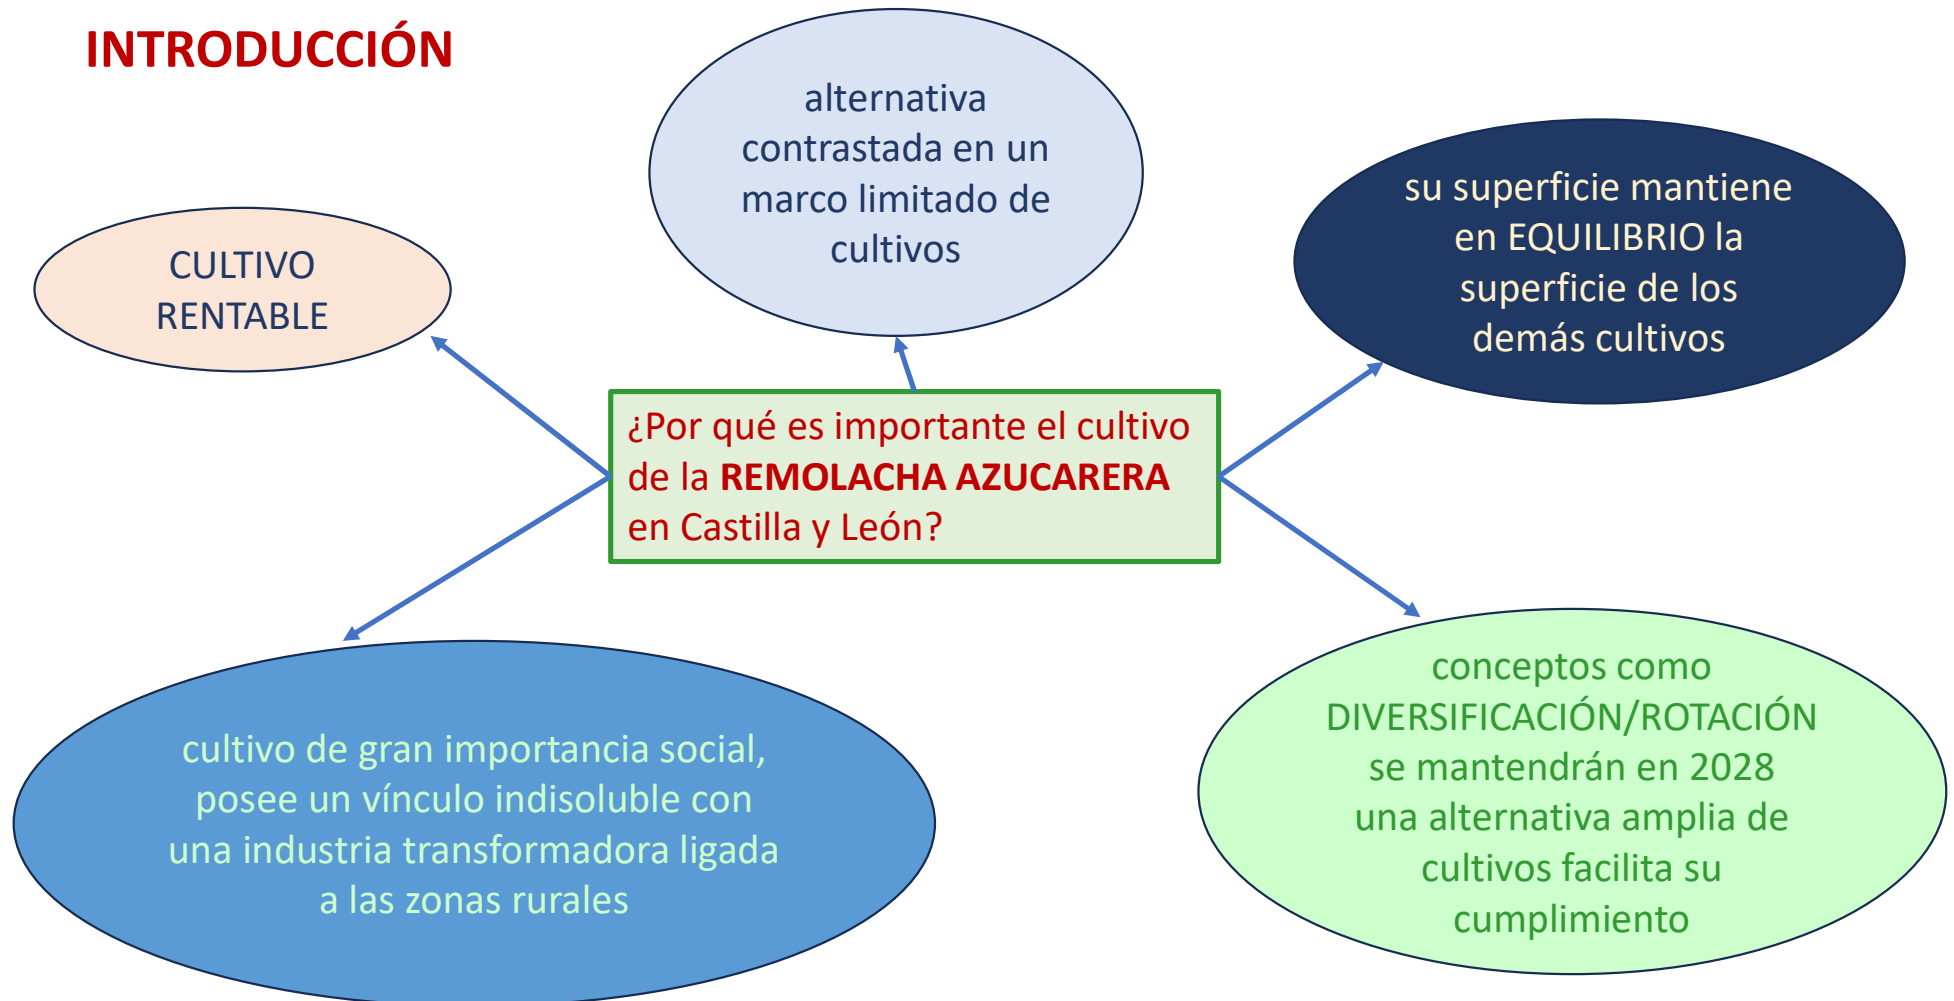 INTRODUCCIÓN
alternativa
contrastada en un
marco limitado de
cultivos
su superficie mantiene
en EQUILIBRIO la
superficie de los
demás cultivos
CULTIVO
RENTABLE
¿Por qué es importante el cultivo
de la REMOLACHA AZUCARERA
en Castilla y León?
cultivo de gran importancia social,
posee un vínculo indisoluble con
una industria transformadora ligada
a las zonas rurales
conceptos como
DIVERSIFICACIÓN/ROTACIÓN
se mantendrán en 2028
una alternativa amplia de
cultivos facilita su
cumplimiento